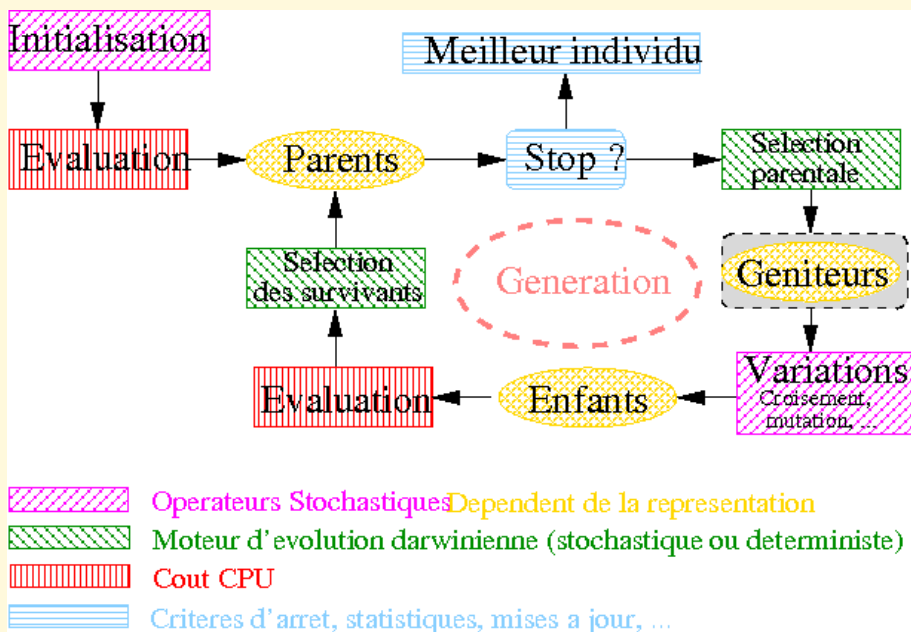 Initialisation
Meilleur individu
Evaluation
Parents
Stop ?
Selection
parentale
Selection
des survivants
Generation
Geniteurs
Evaluation
Enfants
Variations
Croisement,
mutation, ...
Operateurs Stochastiques Dependent de la representation
Moteur d'evolution darwinienne (stochastique ou deterministe)
Cout CPU
Criteres d'arret, statistiques, mises a jour, ...